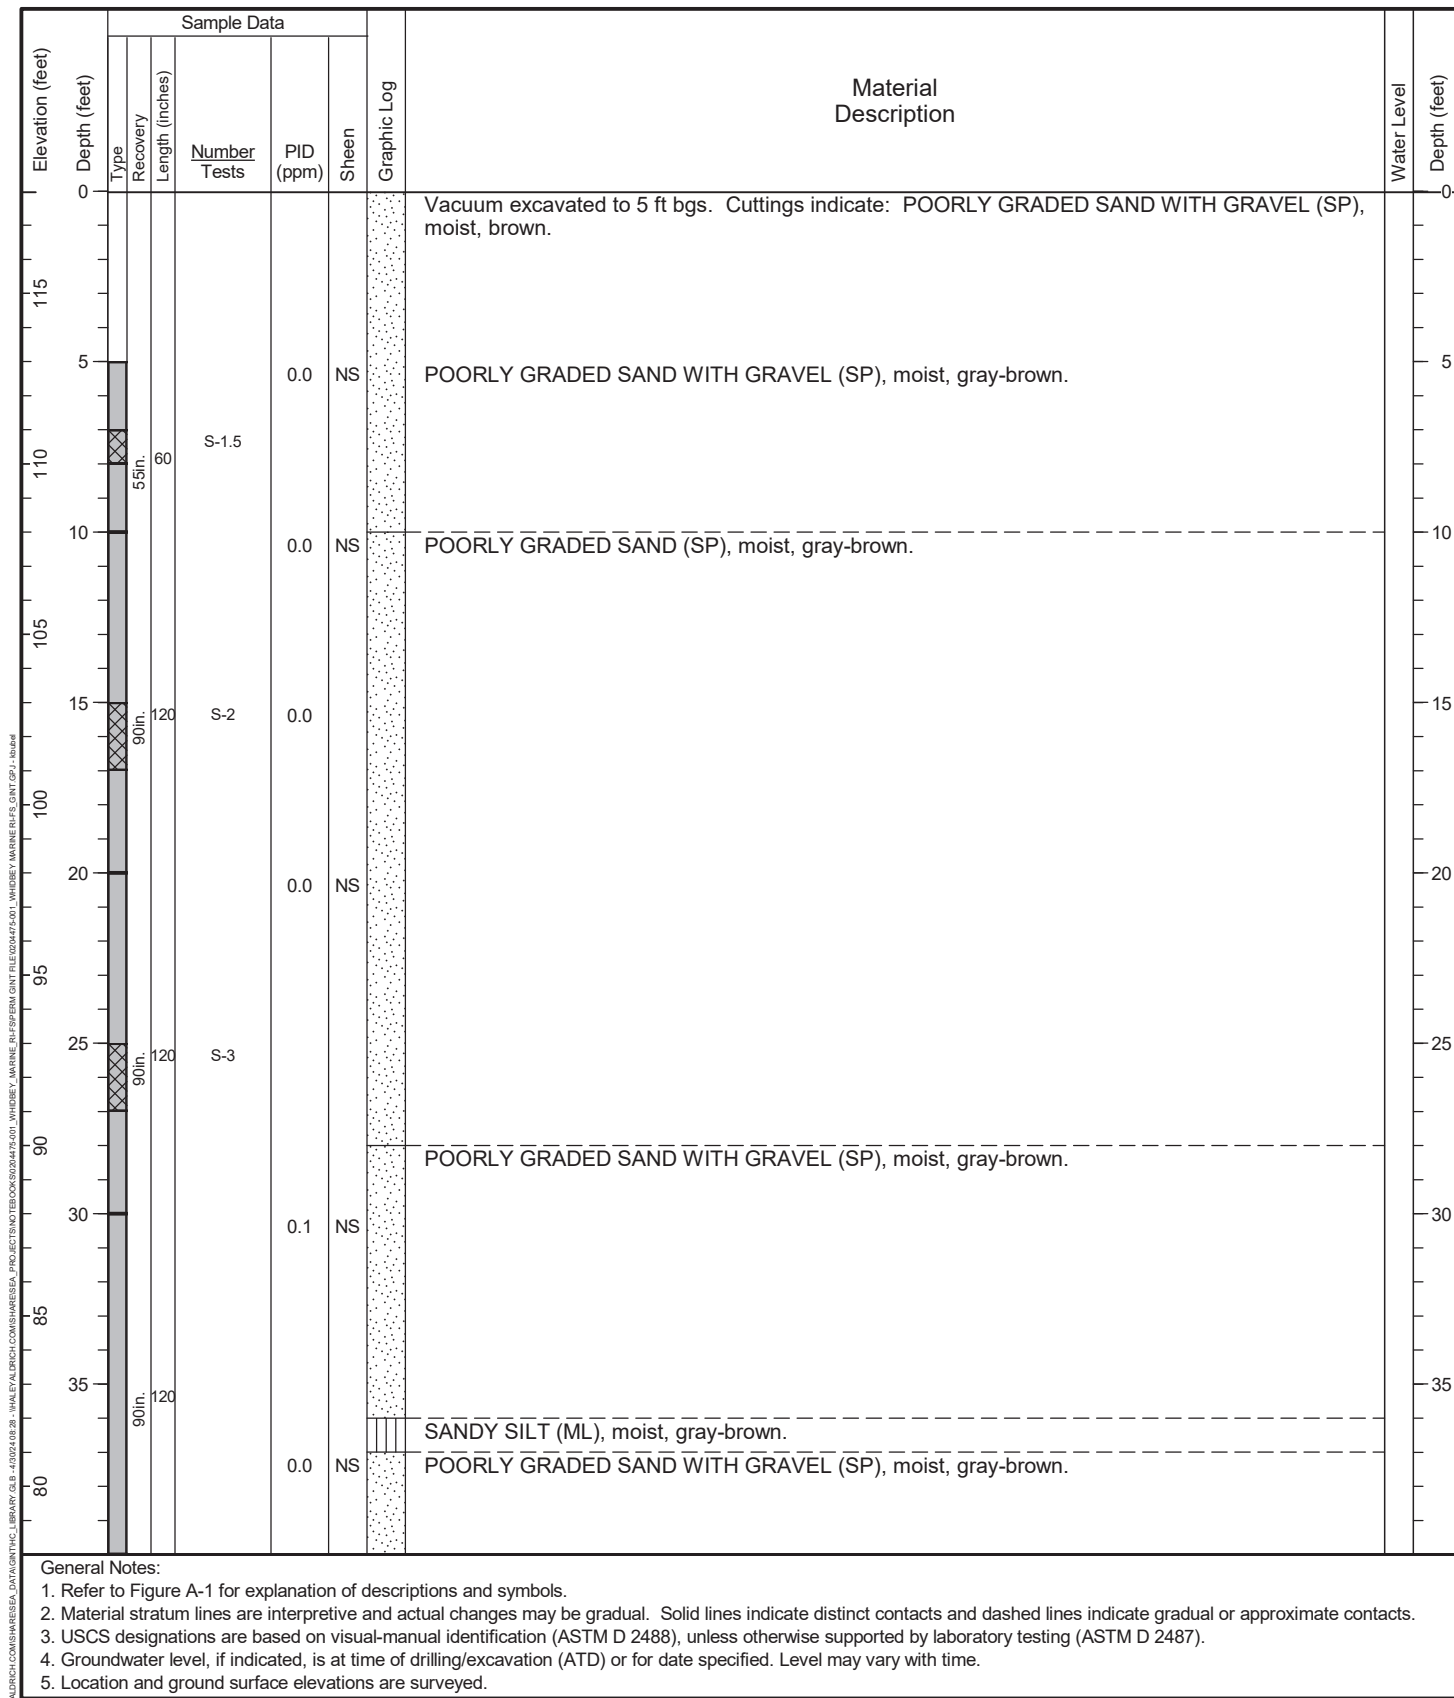 Sample Data
Elevation (feet)
Depth (feet)
Type
Recovery
Length (inches)
Number
Tests
PID
(ppm)
Sheen
Graphic Log
Material
Description
Water Level
Depth (feet)
0
0
Vacuum excavated to 5 ft bgs. Cuttings indicate: POORLY GRADED SAND WITH GRAVEL (SP),
moist, brown.
115
5
0.0 NS POORLY GRADED SAND WITH GRAVEL (SP), moist, gray-brown.
5
S-1.5
110
55in.
60
10
0.0 NS POORLY GRADED SAND (SP), moist, gray-brown.
10
105
15
90in.
120
S-2 0.0
15
100
20
0.0 NS
20
95
25
90in.
120
S-3
25
90
POORLY GRADED SAND WITH GRAVEL (SP), moist, gray-brown.
30
0.1 NS
30
85
35
90in.
120
35
SANDY SILT (ML), moist, gray-brown.
0.0 NS POORLY GRADED SAND WITH GRAVEL (SP), moist, gray-brown.
80
General Notes:
1. Refer to Figure A-1 for explanation of descriptions and symbols.
2. Material stratum lines are interpretive and actual changes may be gradual. Solid lines indicate distinct contacts and dashed lines indicate gradual or approximate contacts.
3. USCS designations are based on visual-manual identification (ASTM D 2488), unless otherwise supported by laboratory testing (ASTM D 2487).
4. Groundwater level, if indicated, is at time of drilling/excavation (ATD) or for date specified. Level may vary with time.
5. Location and ground surface elevations are surveyed.